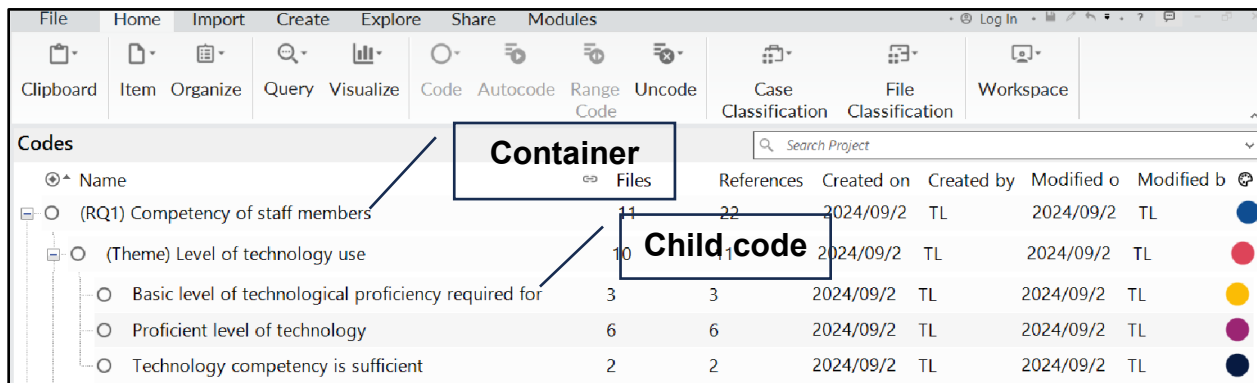 File Home Import Create Explore Share Modules Log In ?
Clipboard Item Organize Query Visualize Code Autocode Range Code Uncode Case Classification File Classification Workspace
Codes Search Project
Name Files References Created on Created by Modified o Modified b
Container
(RQ1) Competency of staff members 11 22 2024/09/2 TL 2024/09/2 TL
Child code
(Theme) Level of technology use 10 2024/09/2 TL 2024/09/2 TL
Basic level of technological proficiency required for 3 3 2024/09/2 TL 2024/09/2 TL
Proficient level of technology 6 6 2024/09/2 TL 2024/09/2 TL
Technology competency is sufficient 2 2 2024/09/2 TL 2024/09/2 TL